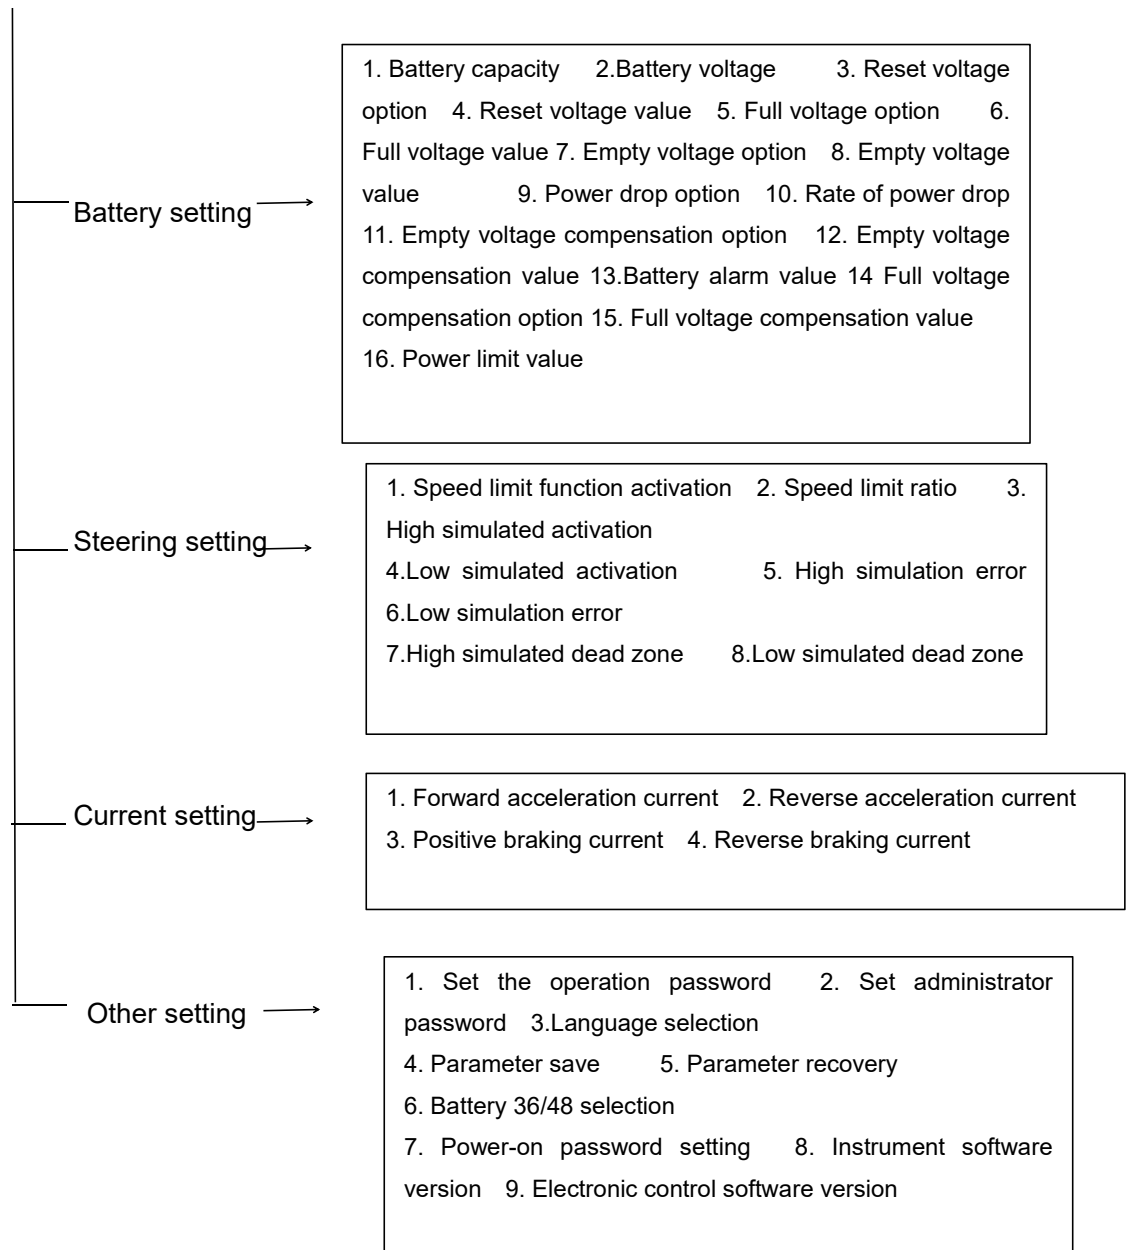 1. Battery capacity 2.Battery voltage 3. Reset voltage
option 4. Reset voltage value 5. Full voltage option 6.
Full voltage value 7. Empty voltage option 8. Empty voltage
value 9. Power drop option 10. Rate of power drop
11. Empty voltage compensation option 12. Empty voltage
compensation value 13.Battery alarm value 14 Full voltage
compensation option 15. Full voltage compensation value
16. Power limit value
Battery setting
1. Speed limit function activation 2. Speed limit ratio 3.
High simulated activation
4.Low simulated activation 5. High simulation error
6.Low simulation error
7.High simulated dead zone 8.Low simulated dead zone
Steering setting
1. Forward acceleration current 2. Reverse acceleration current
3. Positive braking current 4. Reverse braking current
Current setting
1. Set the operation password 2. Set administrator
password 3.Language selection
4. Parameter save 5. Parameter recovery
6. Battery 36/48 selection
7. Power-on password setting 8. Instrument software
version 9. Electronic control software version
Other setting